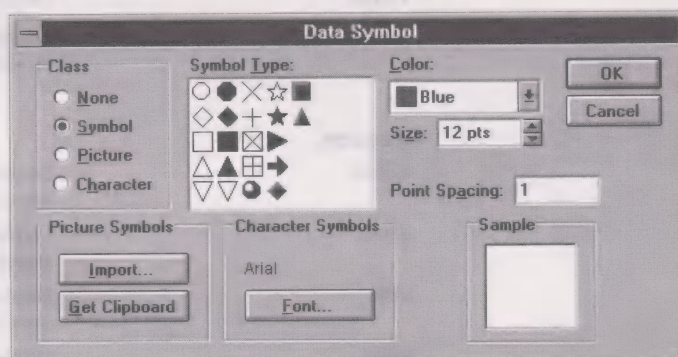 Data Symbol
Class
None
Symbol
Picture
Character
Symbol Type:
Color:
Blue
Size: 12 pts
Point Spacing: 1
OK
Cancel
Picture Symbols
Import...
Get Clipboard
Character Symbols
Arial
Font...
Sample